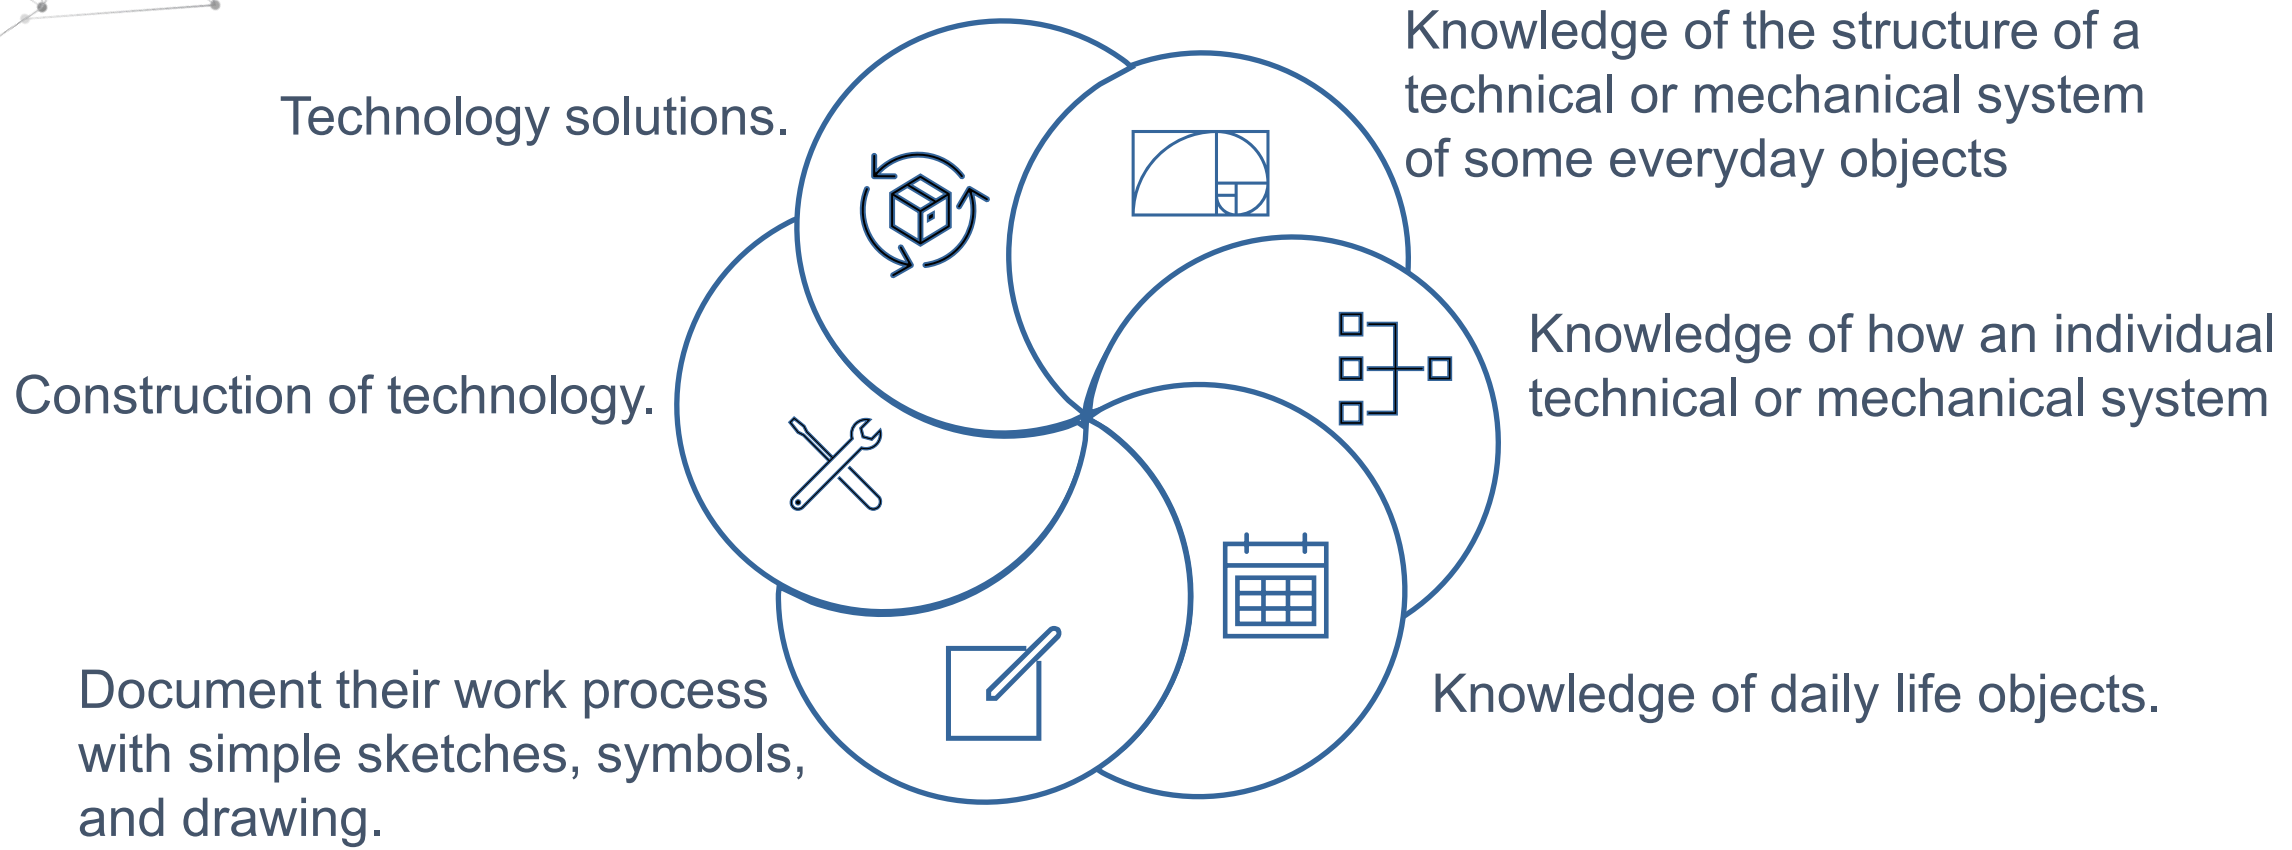 Technology solutions.
Knowledge of the structure of a
technical or mechanical system
of some everyday objects
Knowledge of how an individual
technical or mechanical system
Construction of technology.
Knowledge of daily life objects.
Document their work process
with simple sketches, symbols,
and drawing.